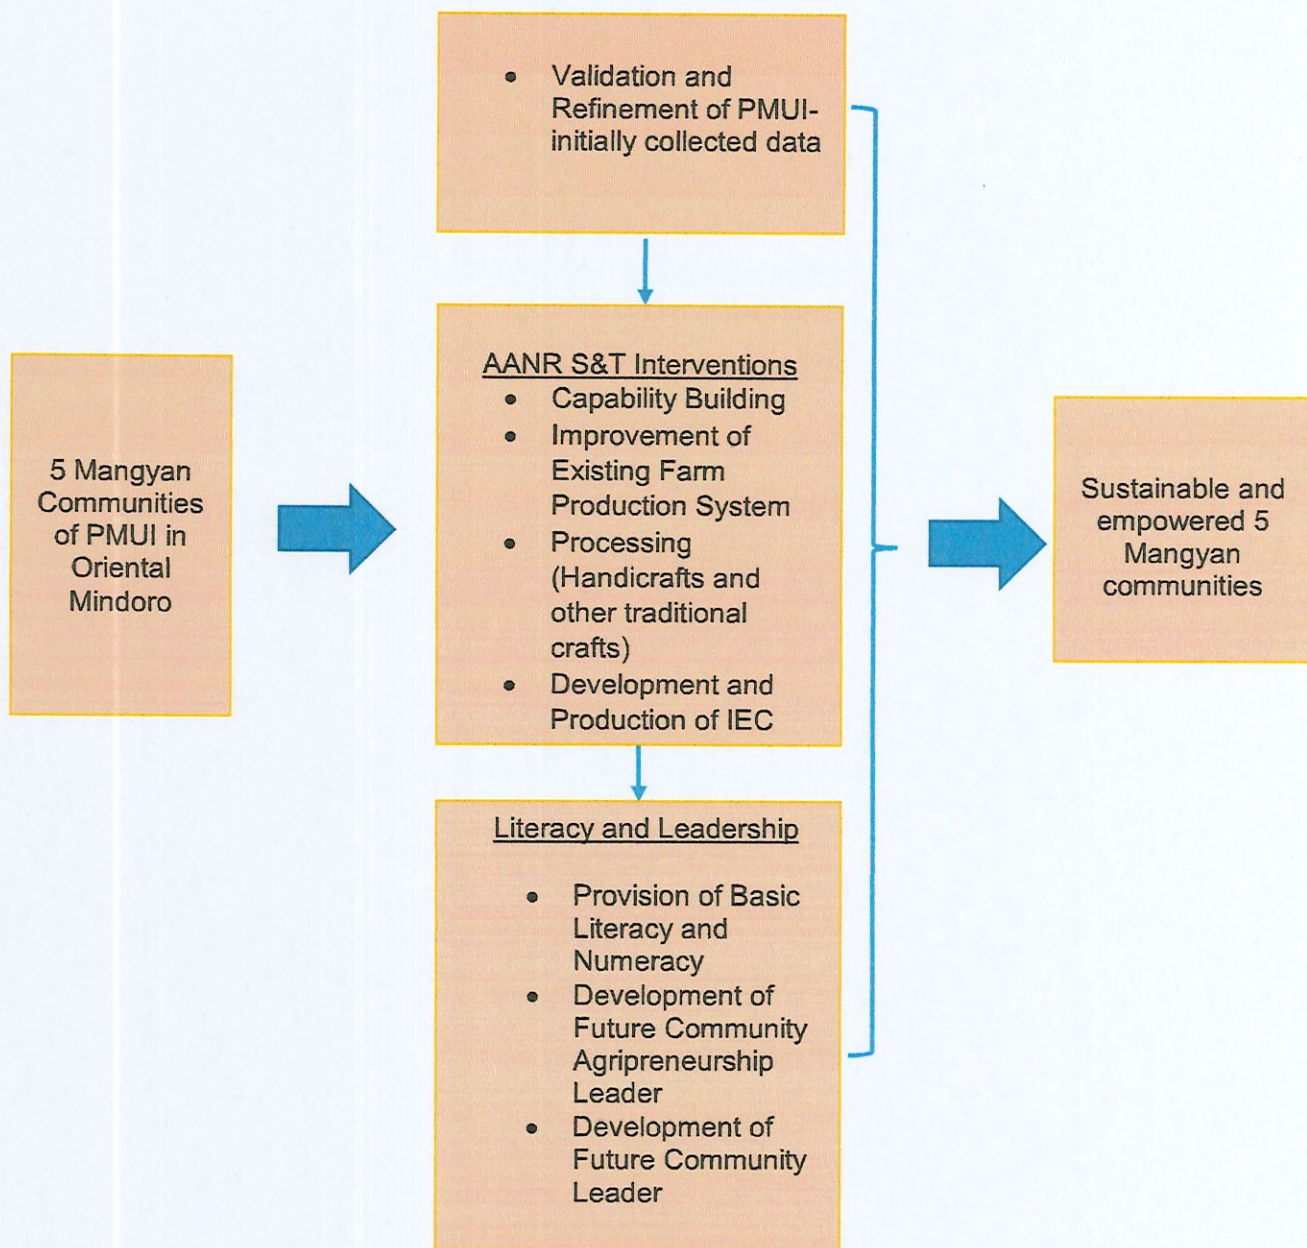 5 Mangyan
Communities
of PMUI in
Oriental
Mindoro
• Validation and
Refinement of PMUI-
initially collected data
AANR S&T Interventions
• Capability Building
• Improvement of
Existing Farm
Production System
• Processing
(Handicrafts and
other traditional
crafts)
• Development and
Production of IEC
Literacy and Leadership
• Provision of Basic
Literacy and
Numeracy
• Development of
Future Community
Agripreneurship
Leader
• Development of
Future Community
Leader
Sustainable and
empowered 5
Mangyan
communities